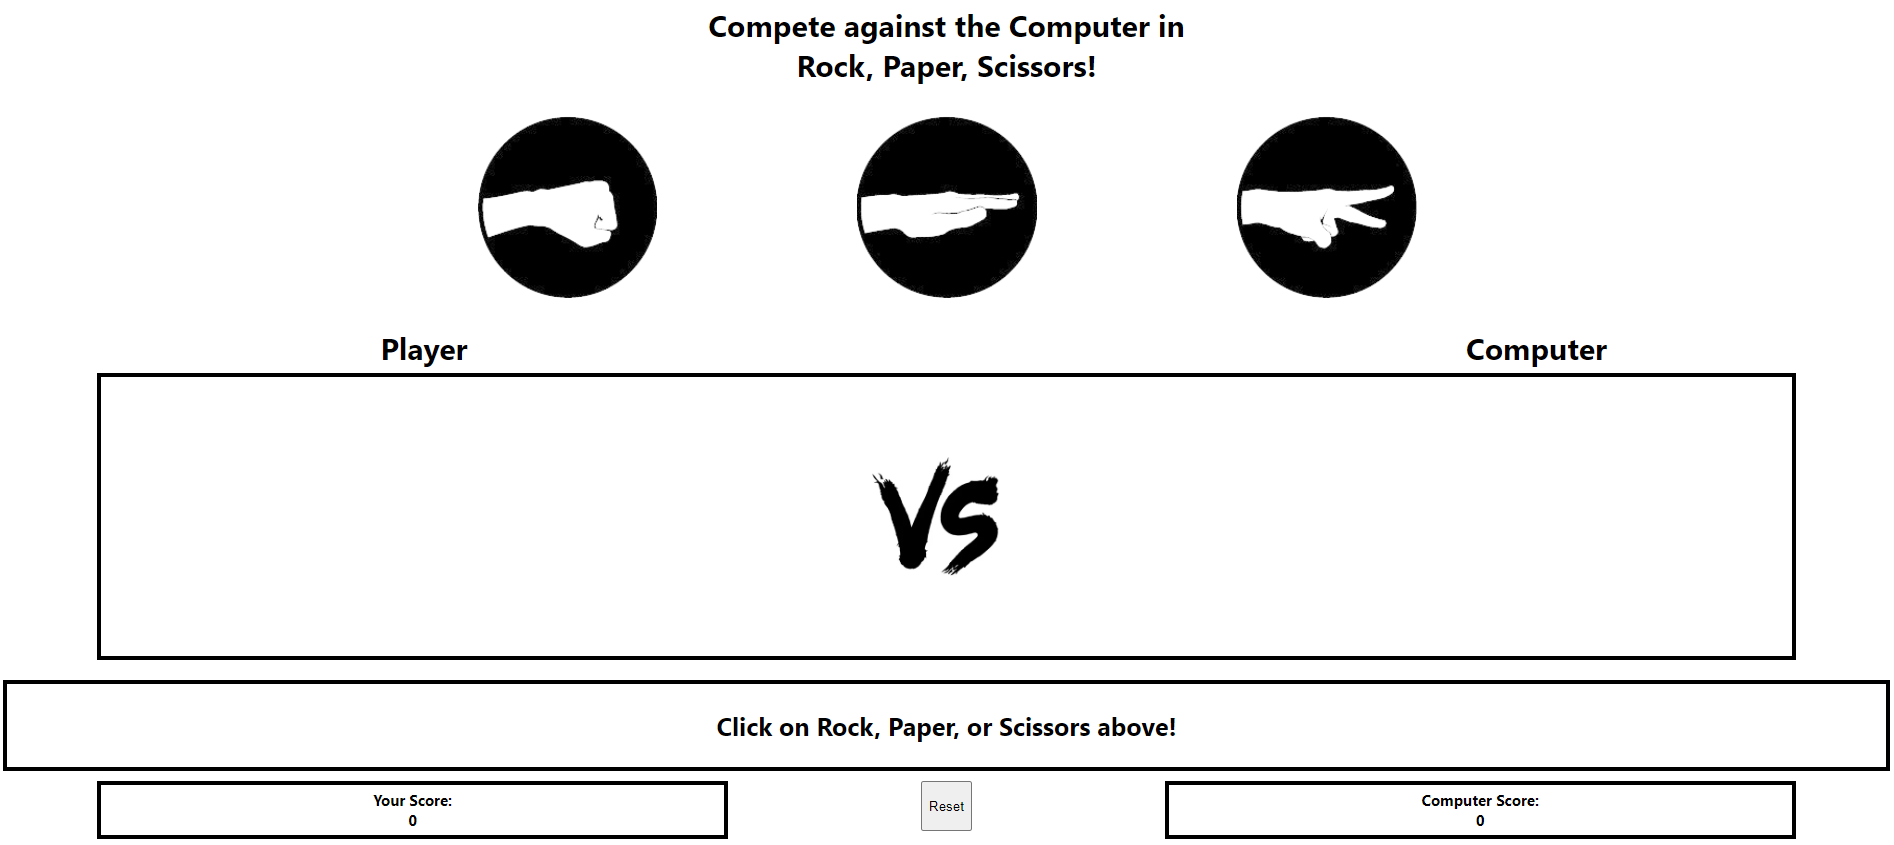 Compete against the Computer in
Rock, Paper, Scissors!
Player
Computer
VS
Click on Rock, Paper, or Scissors above!
Your Score:
0
Reset
Computer Score:
0